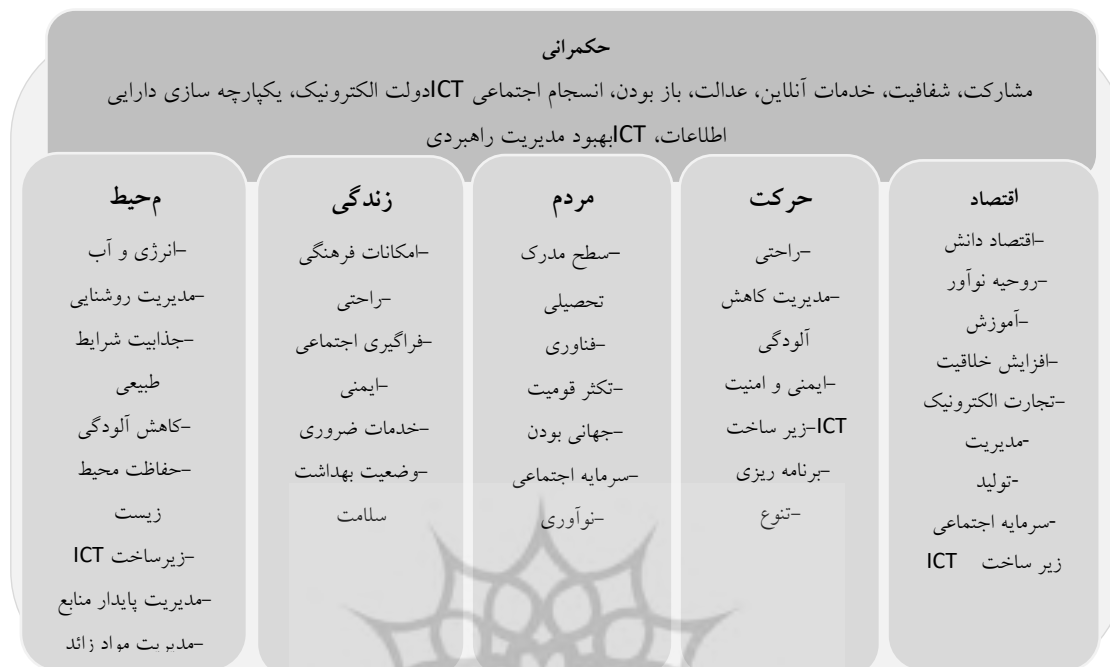 حکمرانی
مشارکت، شفافیت، خدمات آنلاین، عدالت، باز بودن، انسجام اجتماعی ICTدولت الکترونیک، یکپارچه سازی دارایی
اطلاعات، ICTبهبود مدیریت راهبردی
اقتصاد
-اقتصاد دانش
-روحیه نوآور
-آموزش
-افزایش خلاقیت
-تجارت الکترونیک
-مدیریت
-تولید
-سرمایه اجتماعی
زیر ساخت ICT
حرکت
-راحتی
-مدیریت کاهش
آلودگی
-ایمنی و امنیت
ICT-زیر ساخت
-برنامه ریزی
-تنوع
مردم
-سطح مدرک
تحصیلی
-فناوری
-تکثر قومیت
-جهانی بودن
-سرمایه اجتماعی
-نوآوری
زندگی
-امکانات فرهنگی
-راحتی
-فراگیری اجتماعی
-ایمنی
-خدمات ضروری
-وضعیت بهداشت
سلامت
محیط
-انرژی و آب
-مدیریت روشنایی
-جذابیت شرایط
طبیعی
-کاهش آلودگی
-حفاظت محیط
زیست
-زیرساخت ICT
-مدیریت پایدار منابع
-مدیریت مواد زائد